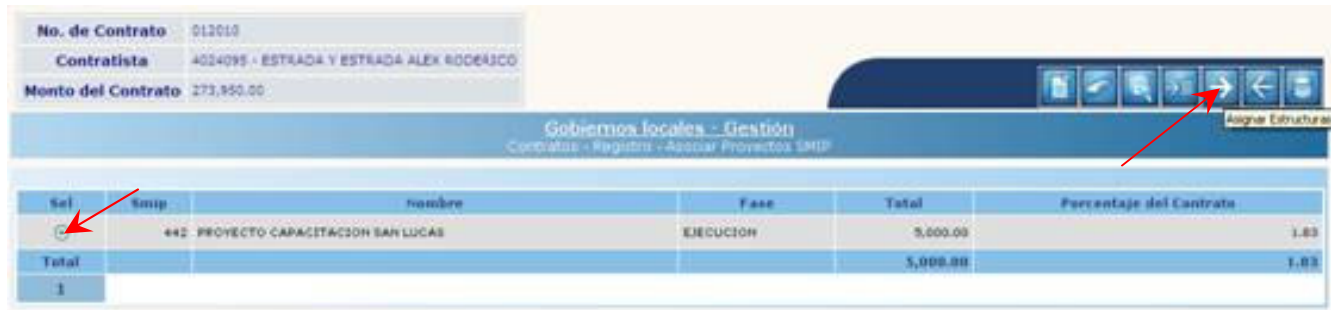 No. de Contrato 012010
Contratista 4024095 - ESTRADA Y ESTRADA ALEX RODERICO
Monto del Contrato 273,950.00
Asignar Estructuras
Gobiernos locales - Gestión
Contratos - Registro - Asociar Proyectos SMIP
Sel Smip Nombre Fase Total Porcentaje del Contrato
442 PROYECTO CAPACITACION SAN LUCAS EJECUCION 5,000.00 1.83
Total 5,000.00 1.83
1